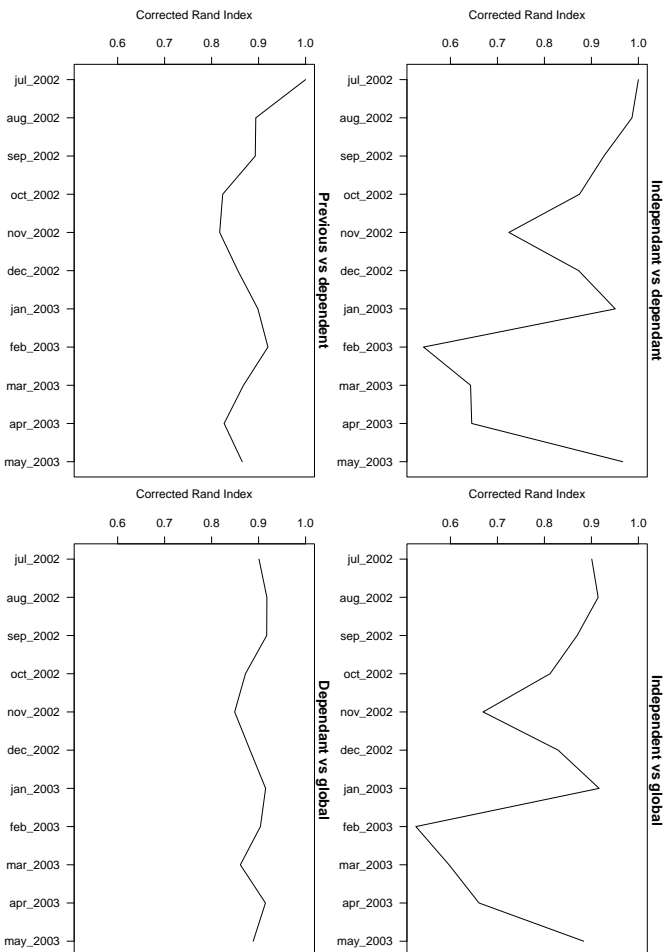 Corrected Rand Index
0.6 0.7 0.8 0.9 1.0
jul_2002
aug_2002
sep_2002
oct_2002
nov_2002
dec_2002
jan_2003
feb_2003
mar_2003
apr_2003
may_2003
Previous vs dependent
Corrected Rand Index
0.6 0.7 0.8 0.9 1.0
jul_2002
aug_2002
sep_2002
oct_2002
nov_2002
dec_2002
jan_2003
feb_2003
mar_2003
apr_2003
may_2003
Independant vs dependant
Corrected Rand Index
0.6 0.7 0.8 0.9 1.0
jul_2002
aug_2002
sep_2002
oct_2002
nov_2002
dec_2002
jan_2003
feb_2003
mar_2003
apr_2003
may_2003
Dependant vs global
Corrected Rand Index
0.6 0.7 0.8 0.9 1.0
jul_2002
aug_2002
sep_2002
oct_2002
nov_2002
dec_2002
jan_2003
feb_2003
mar_2003
apr_2003
may_2003
Independent vs global